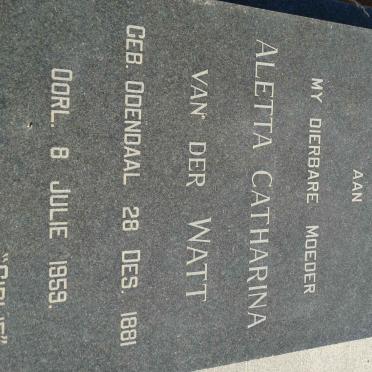 AAN
MY DIERBARE MOEDER
ALETTA CATHARINA
VAN DER WATT
GEB. ODENDAAL 28 DES. 1881
OORL. 8 JULIE 1959.